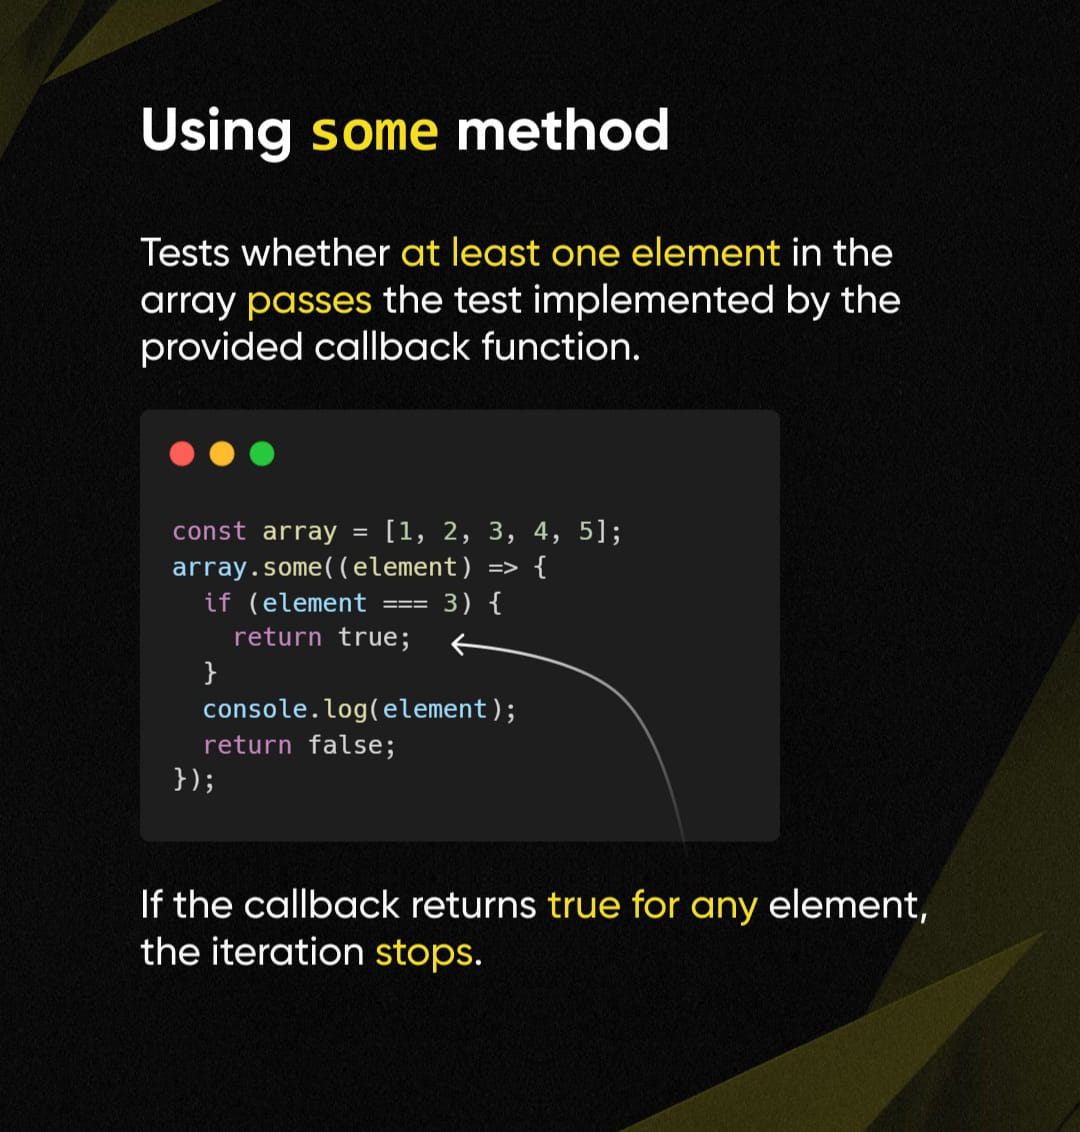 Using some method
Tests whether at least one element in the
array passes the test implemented by the
provided callback function.
const array = [1, 2, 3, 4, 5];
array.some((element) => {
  if (element === 3) {
    return true;
  }
  console.log(element);
  return false;
});
If the callback returns true for any element,
the iteration stops.